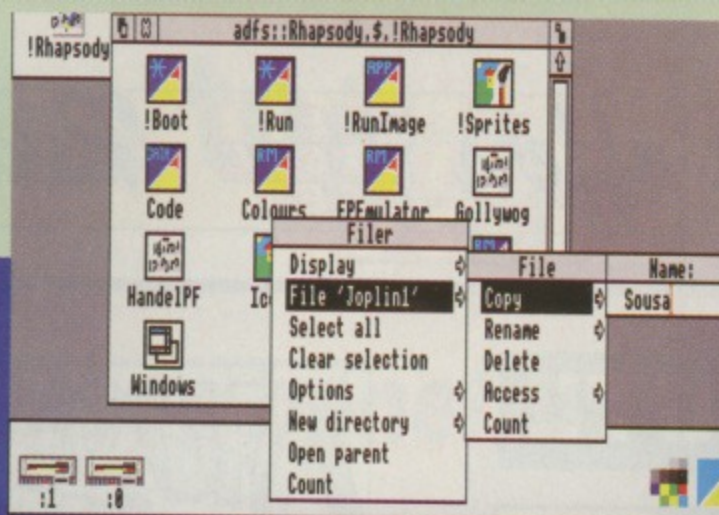 !Rhapsody
adfs::Rhapsody.$.!Rhapsody
!Boot !Run !RunImage !Sprites
Code Colours FPEmulator Gollywog
HandelPF
Windows
Filer
Display
File 'Joplin1'
Select all
Clear selection
Options
New directory
Open parent
Count
File
Copy
Rename
Delete
Access
Count
Name:
Sousa
:1 :0